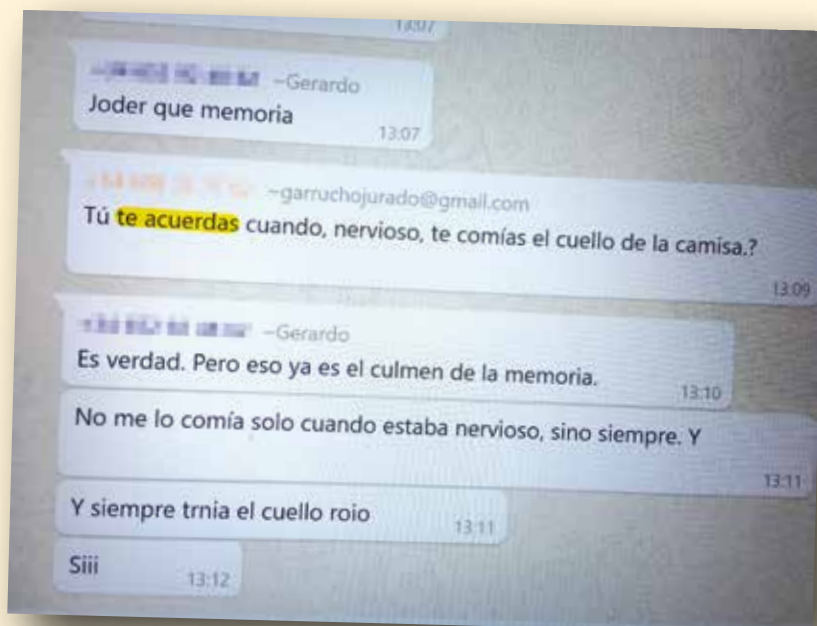 13:07
~Gerardo
Joder que memoria
13:07
~garruchojurado@gmail.com
Tú te acuerdas cuando, nervioso, te comías el cuello de la camisa.?
13:09
~Gerardo
Es verdad. Pero eso ya es el culmen de la memoria.
13:10
No me lo comía solo cuando estaba nervioso, sino siempre. Y
13:11
Y siempre trnia el cuello roio
13:11
Siii
13:12